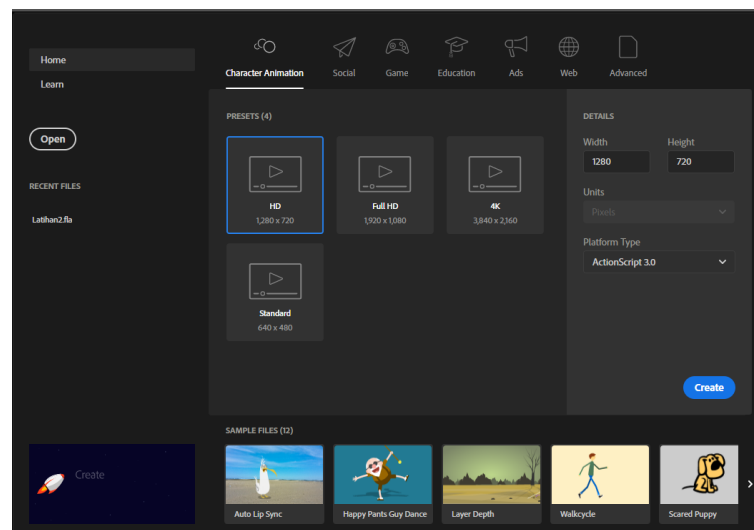 Home
Learn
Open
RECENT FILES
Latihan2.fla
Create
Character Animation
Social
Game
Education
Ads
Web
Advanced
PRESETS (4)
HD
1,280 x 720
Full HD
1,920 x 1,080
4K
3,840 x 2,160
Standard
640 x 480
DETAILS
Width
Height
1280
720
Units
Pixels
Platform Type
ActionScript 3.0
Create
SAMPLE FILES (12)
Auto Lip Sync
Happy Pants Guy Dance
Layer Depth
Walkcycle
Scared Puppy